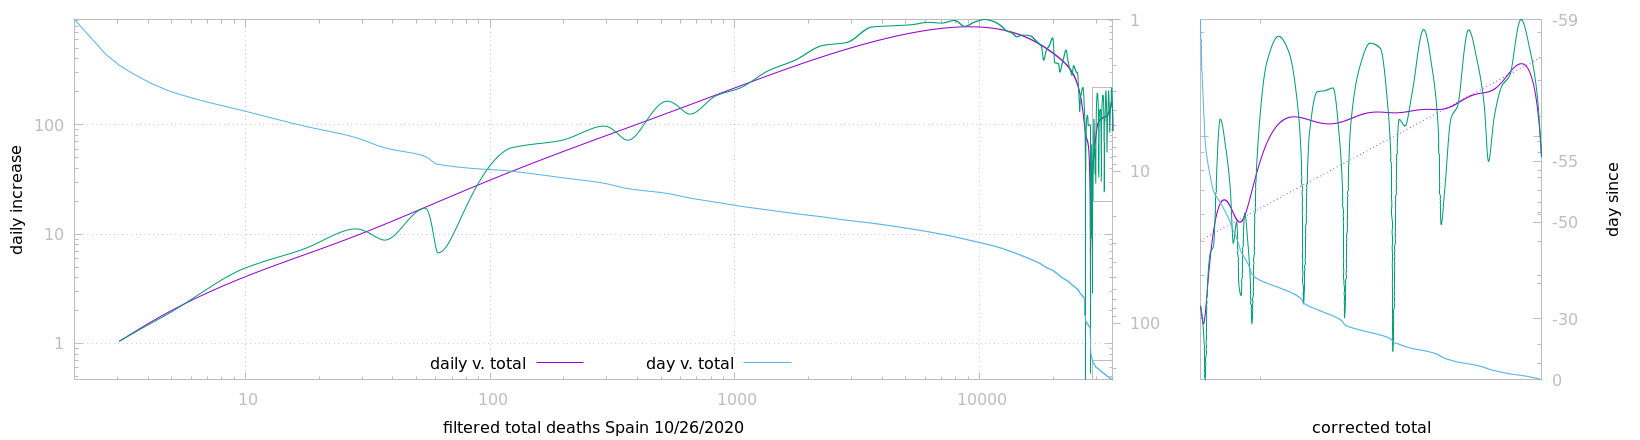 daily increase
100
10
1
daily v. total
day v. total
10
100
1000
10000
filtered total deaths Spain 10/26/2020
1
10
100
-59
-55
-50
-30
0
day since
corrected total